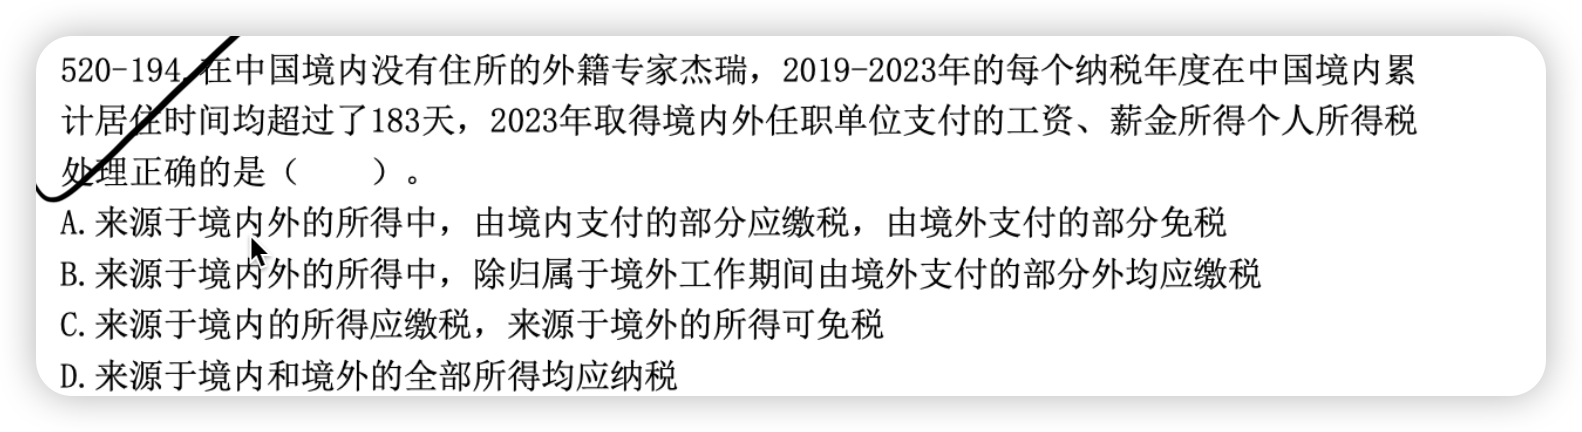 520-194.在中国境内没有住所的外籍专家杰瑞，2019-2023年的每个纳税年度在中国境内累
计居住时间均超过了183天，2023年取得境内外任职单位支付的工资、薪金所得个人所得税
处理正确的是（　　）。
A.来源于境内外的所得中，由境内支付的部分应缴税，由境外支付的部分免税
B.来源于境内外的所得中，除归属于境外工作期间由境外支付的部分外均应缴税
C.来源于境内的所得应缴税，来源于境外的所得可免税
D.来源于境内和境外的全部所得均应纳税